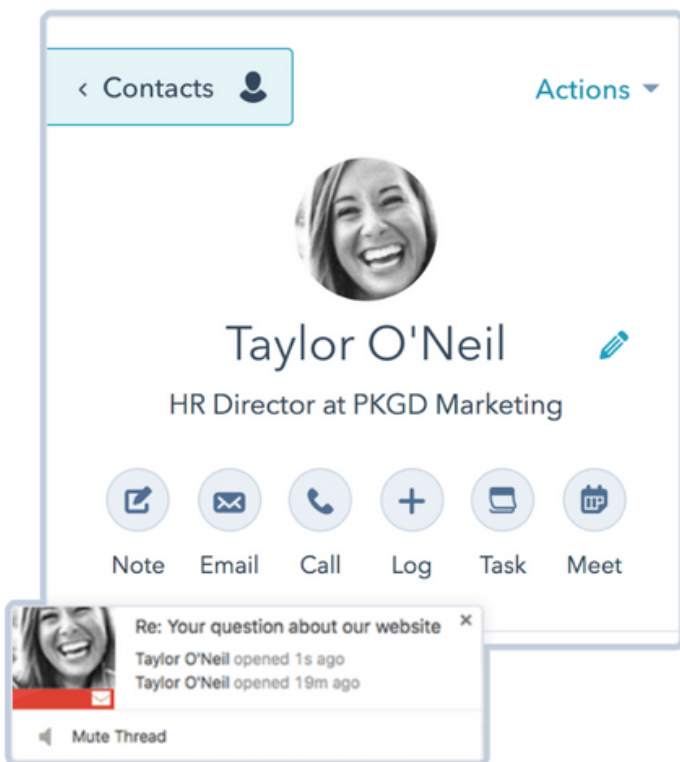 ‹ Contacts
Actions
Taylor O'Neil
HR Director at PKGD Marketing
Note Email Call Log Task Meet
Re: Your question about our website ×
Taylor O'Neil opened 1s ago
Taylor O'Neil opened 19m ago
Mute Thread